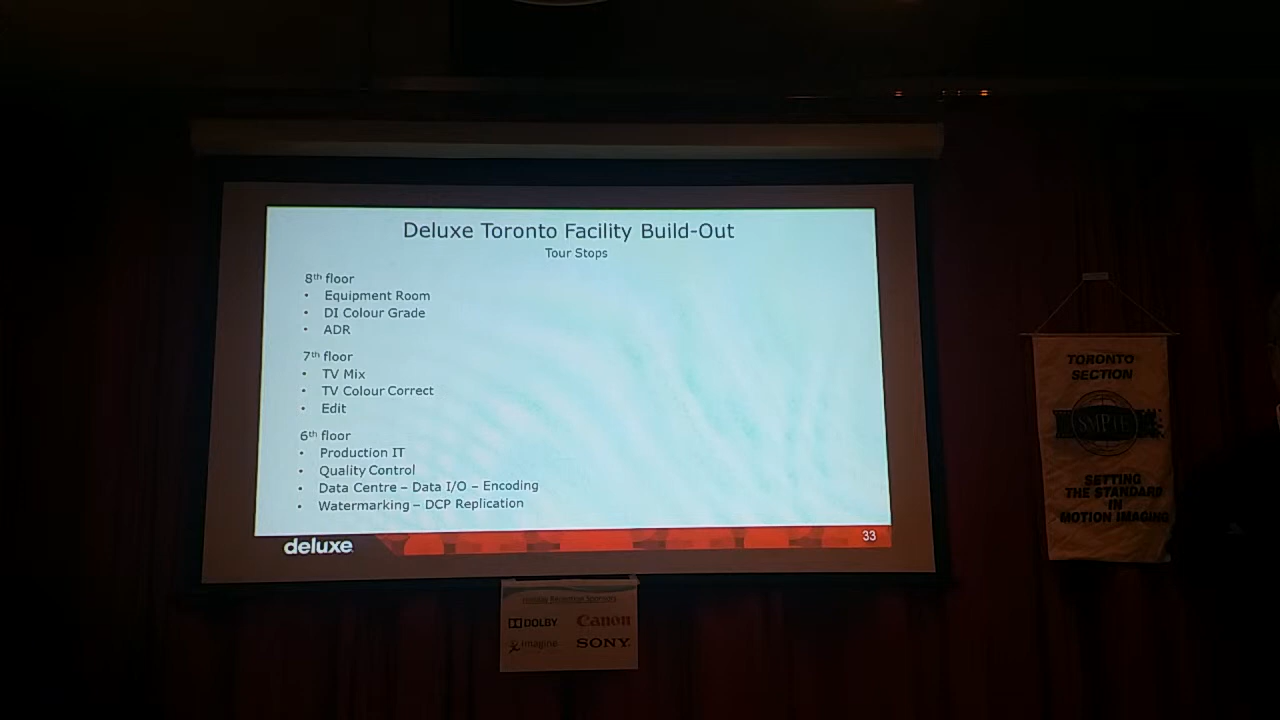 Deluxe Toronto Facility Build-Out
Tour Stops
8th floor
• Equipment Room
• DI Colour Grade
• ADR
7th floor
• TV Mix
• TV Colour Correct
• Edit
6th floor
• Production IT
• Quality Control
• Data Centre – Data I/O – Encoding
• Watermarking – DCP Replication
deluxe
33
TORONTO
SECTION
SMPTE
SETTING
THE STANDARD
IN
MOTION IMAGING
Reception Sponsors
DOLBY Canon
imagine SONY